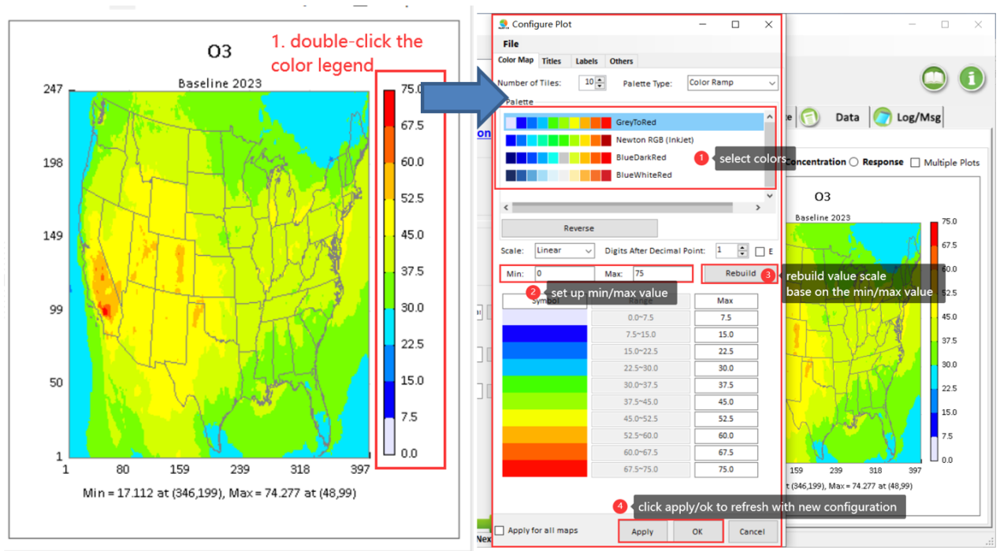 1. double-click the
color legend
O3
Baseline 2023
247
198
149
99
50
1
1 80 159 239 318 397
75.0
67.5
60.0
52.5
45.0
37.5
30.0
22.5
15.0
7.5
0.0
Min = 17.112 at (346,199), Max = 74.277 at (48,99)
Configure Plot
File
Color Map Titles Labels Others
Number of Tiles: 10 Palette Type: Color Ramp
Palette
GreyToRed
Newton RGB (InkJet)
BlueDarkRed
BlueWhiteRed
1 select colors
Reverse
Scale: Linear Digits After Decimal Point: 1 E
Min: 0 Max: 75 Rebuild
2 set up min/max value
3 rebuild value scale
base on the min/max value
Symbol Range Max
0.0~7.5 7.5
7.5~15.0 15.0
15.0~22.5 22.5
22.5~30.0 30.0
30.0~37.5 37.5
37.5~45.0 45.0
45.0~52.5 52.5
52.5~60.0 60.0
60.0~67.5 67.5
67.5~75.0 75.0
4 click apply/ok to refresh with new configuration
Apply for all maps Apply OK Cancel
Data Log/Msg
Concentration Response Multiple Plots
O3
Baseline 2023
75.0
67.5
60.0
52.5
45.0
37.5
30.0
22.5
15.0
7.5
0.0
159 239 318 397
(346,199), Max = 74.277 at (48,99)